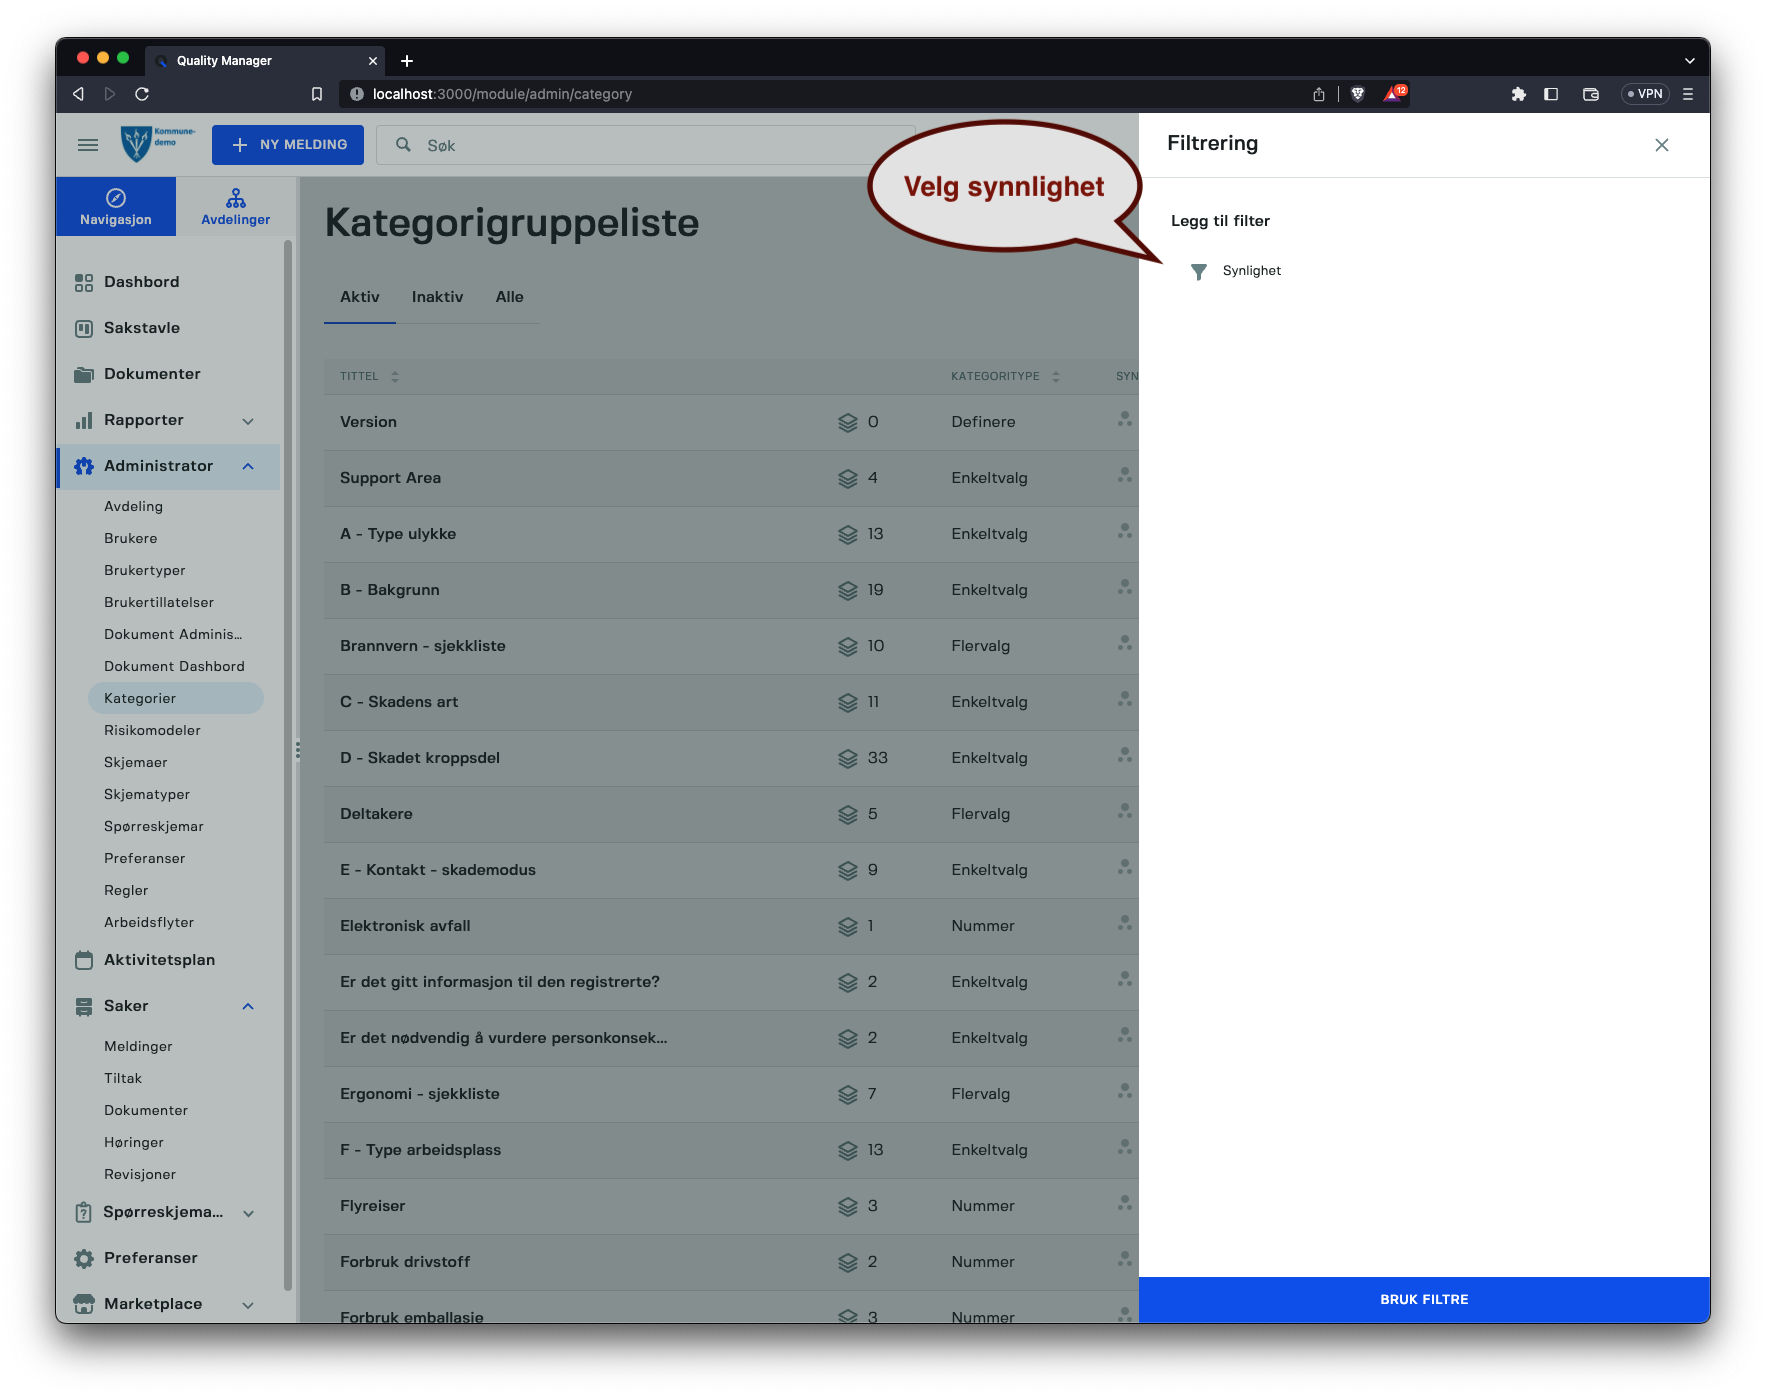 Quality Manager
localhost:3000/module/admin/category
12
VPN
Kommune-
demo
NY MELDING
Søk
Filtrering
Navigasjon
Avdelinger
Kategorigruppeliste
Velg synnlighet
Legg til filter
Synlighet
Dashbord
Sakstavle
Dokumenter
Rapporter
Administrator
Avdeling
Brukere
Brukertyper
Brukertillatelser
Dokument Adminis...
Dokument Dashbord
Kategorier
Risikomodeler
Skjemaer
Skjematyper
Spørreskjemar
Preferanser
Regler
Arbeidsflyter
Aktivitetsplan
Saker
Meldinger
Tiltak
Dokumenter
Høringer
Revisjoner
Spørreskjema...
Preferanser
Marketplace
Aktiv Inaktiv Alle
TITTEL KATEGORITYPE SYN
Version 0 Definere
Support Area 4 Enkeltvalg
A - Type ulykke 13 Enkeltvalg
B - Bakgrunn 19 Enkeltvalg
Brannvern - sjekkliste 10 Flervalg
C - Skadens art 11 Enkeltvalg
D - Skadet kroppsdel 33 Enkeltvalg
Deltakere 5 Flervalg
E - Kontakt - skademodus 9 Enkeltvalg
Elektronisk avfall 1 Nummer
Er det gitt informasjon til den registrerte? 2 Enkeltvalg
Er det nødvendig å vurdere personkonsek... 2 Enkeltvalg
Ergonomi - sjekkliste 7 Flervalg
F - Type arbeidsplass 13 Enkeltvalg
Flyreiser 3 Nummer
Forbruk drivstoff 2 Nummer
Forbruk emballasje 3 Nummer
BRUK FILTRE